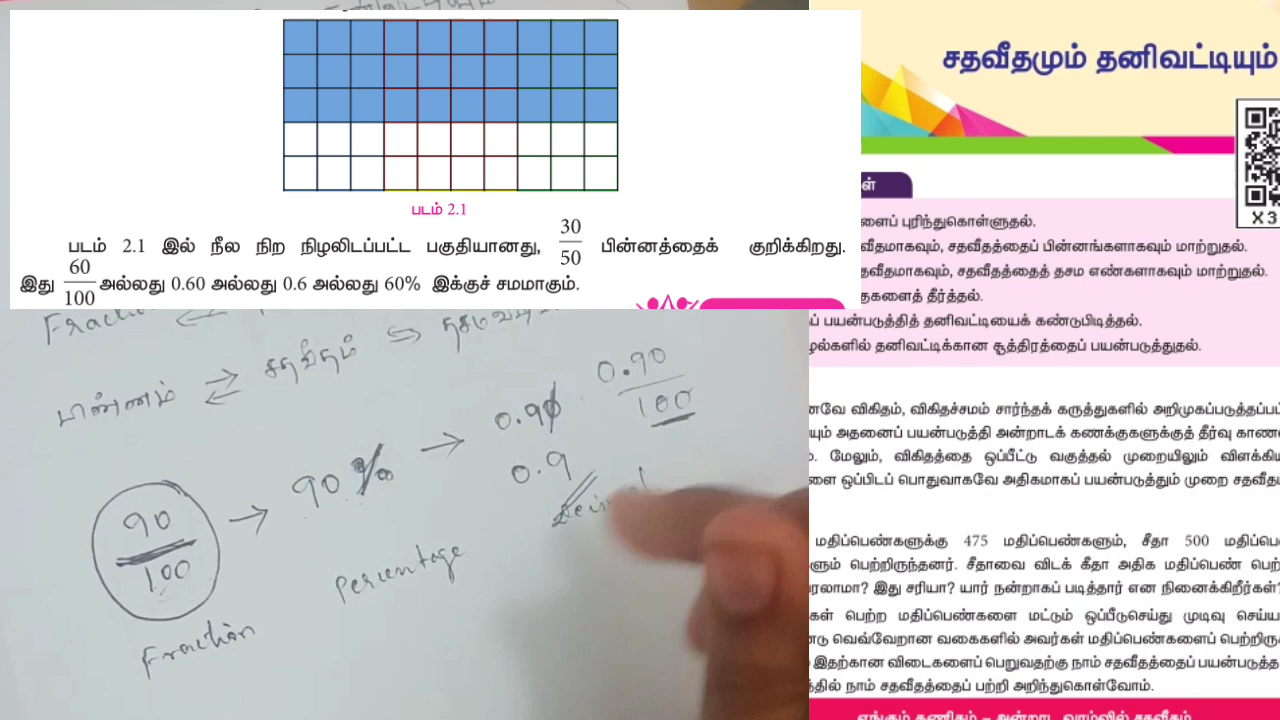 படம் 2.1
படம் 2.1 இல் நீல நிற நிழலிடப்பட்ட பகுதியானது, 30/50 பின்னத்தைக் குறிக்கிறது.
இது 60/100 அல்லது 0.60 அல்லது 0.6 அல்லது 60% இக்குச் சமமாகும்.
சதவீதமும் தனிவட்டியும்
X3
ளைப் புரிந்துகொள்ளுதல்.
வீதமாகவும், சதவீதத்தைப் பின்னங்களாகவும் மாற்றுதல்.
தவீதமாகவும், சதவீதத்தைத் தசம எண்களாகவும் மாற்றுதல்.
தகளைத் தீர்த்தல்.
ப் பயன்படுத்தித் தனிவட்டியைக் கண்டுபிடித்தல்.
ழல்களில் தனிவட்டிக்கான சூத்திரத்தைப் பயன்படுத்துதல்.
னவே விகிதம், விகிதச்சமம் சார்ந்தக் கருத்துகளில் அறிமுகப்படுத்தப்பட்
யும் அதனைப் பயன்படுத்தி அன்றாடக் கணக்குகளுக்குத் தீர்வு காண
. மேலும், விகிதத்தை ஒப்பீட்டு வகுத்தல் முறையிலும் விளக்கிய
ளை ஒப்பிடப் பொதுவாகவே அதிகமாகப் பயன்படுத்தும் முறை சதவீத
மதிப்பெண்களுக்கு 475 மதிப்பெண்களும், சீதா 500 மதிப்பெ
ளும் பெற்றிருந்தனர். சீதாவை விடக் கீதா அதிக மதிப்பெண் பெற்
ரலாமா? இது சரியா? யார் நன்றாகப் படித்தார் என நினைக்கிறீர்கள்?
கள் பெற்ற மதிப்பெண்களை மட்டும் ஒப்பீடுசெய்து முடிவு செய்ய
ண்டு வெவ்வேறான வகைகளில் அவர்கள் மதிப்பெண்களைப் பெற்றிருக
இதற்கான விடைகளைப் பெறுவதற்கு நாம் சதவீதத்தைப் பயன்படுத்த
த்தில் நாம் சதவீதத்தைப் பற்றி அறிந்துகொள்வோம்.
எங்கும் கணிதம் – அன்றாட வாழ்வில் சதவீதம்
பின்னம் ⇄ சதவீதம்
90/100 → 90% → 0.90 0.90/100
0.9
Fraction
Percentage